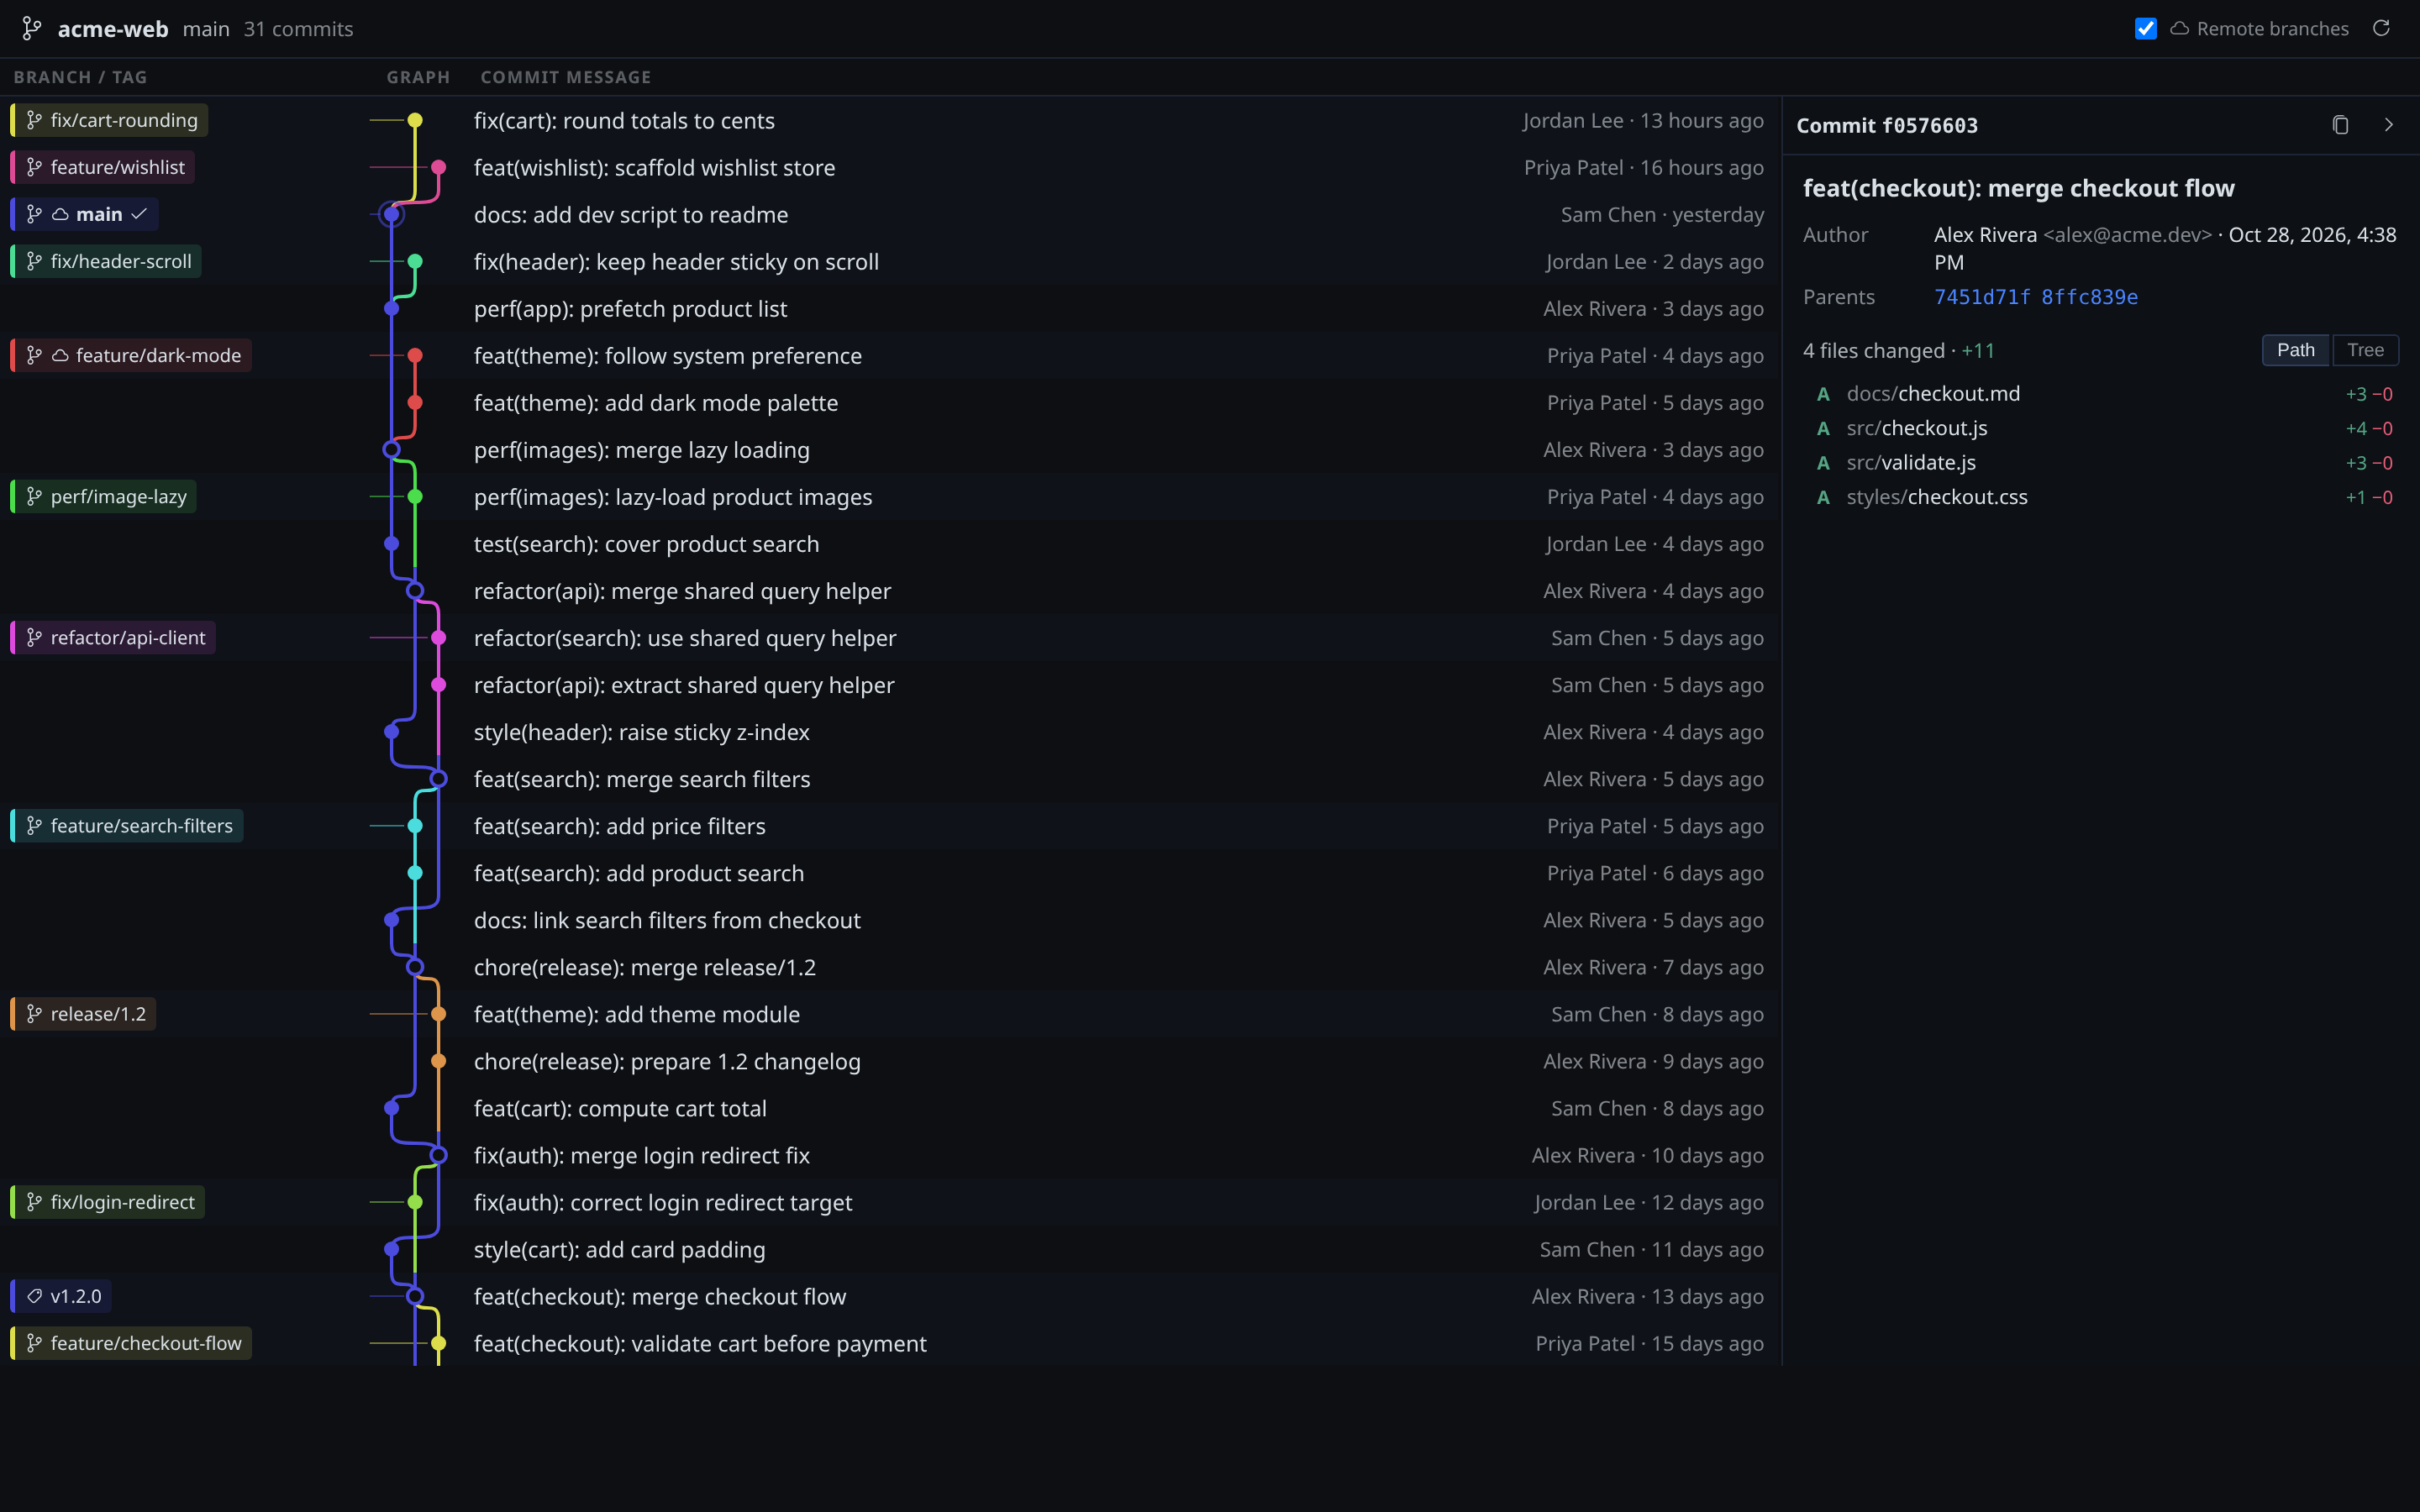 acme-web main 31 commits Remote branches
BRANCH / TAG GRAPH COMMIT MESSAGE
fix/cart-rounding fix(cart): round totals to cents Jordan Lee · 13 hours ago
feature/wishlist feat(wishlist): scaffold wishlist store Priya Patel · 16 hours ago
main docs: add dev script to readme Sam Chen · yesterday
fix/header-scroll fix(header): keep header sticky on scroll Jordan Lee · 2 days ago
perf(app): prefetch product list Alex Rivera · 3 days ago
feature/dark-mode feat(theme): follow system preference Priya Patel · 4 days ago
feat(theme): add dark mode palette Priya Patel · 5 days ago
perf(images): merge lazy loading Alex Rivera · 3 days ago
perf/image-lazy perf(images): lazy-load product images Priya Patel · 4 days ago
test(search): cover product search Jordan Lee · 4 days ago
refactor(api): merge shared query helper Alex Rivera · 4 days ago
refactor/api-client refactor(search): use shared query helper Sam Chen · 5 days ago
refactor(api): extract shared query helper Sam Chen · 5 days ago
style(header): raise sticky z-index Alex Rivera · 4 days ago
feat(search): merge search filters Alex Rivera · 5 days ago
feature/search-filters feat(search): add price filters Priya Patel · 5 days ago
feat(search): add product search Priya Patel · 6 days ago
docs: link search filters from checkout Alex Rivera · 5 days ago
chore(release): merge release/1.2 Alex Rivera · 7 days ago
release/1.2 feat(theme): add theme module Sam Chen · 8 days ago
chore(release): prepare 1.2 changelog Alex Rivera · 9 days ago
feat(cart): compute cart total Sam Chen · 8 days ago
fix(auth): merge login redirect fix Alex Rivera · 10 days ago
fix/login-redirect fix(auth): correct login redirect target Jordan Lee · 12 days ago
style(cart): add card padding Sam Chen · 11 days ago
v1.2.0 feat(checkout): merge checkout flow Alex Rivera · 13 days ago
feature/checkout-flow feat(checkout): validate cart before payment Priya Patel · 15 days ago
Commit f0576603
feat(checkout): merge checkout flow
Author Alex Rivera <alex@acme.dev> · Oct 28, 2026, 4:38
PM
Parents 7451d71f 8ffc839e
4 files changed · +11 Path Tree
A docs/checkout.md +3 −0
A src/checkout.js +4 −0
A src/validate.js +3 −0
A styles/checkout.css +1 −0